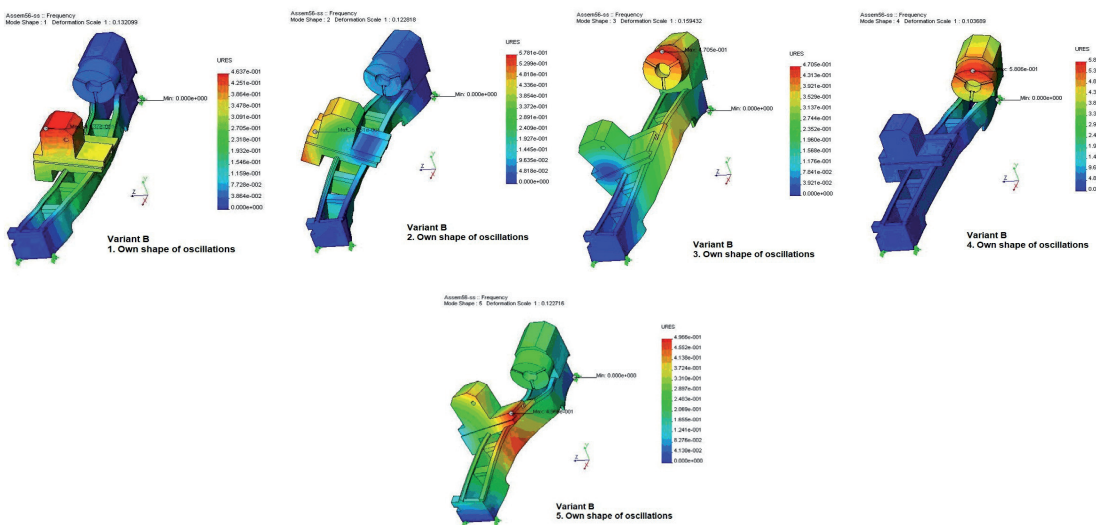 Assem56-ss :: Frequency
Mode Shape : 1 Deformation Scale 1 : 0.132099
URES
4.637e-001
4.251e-001
3.478e-001
3.091e-001
2.705e-001
2.318e-001
1.932e-001
1.546e-001
1.159e-001
7.728e-002
3.864e-002
0.000e+000
Min: 0.000e+000
Variant B
1. Own shape of oscillations
Assem56-ss :: Frequency
Mode Shape : 2 Deformation Scale 1 : 0.122818
URES
5.781e-001
5.299e-001
4.818e-001
4.336e-001
3.854e-001
3.372e-001
2.891e-001
2.409e-001
1.927e-001
1.445e-001
9.635e-002
4.818e-002
0.000e+000
Min: 0.000e+000
Variant B
2. Own shape of oscillations
Assem56-ss :: Frequency
Mode Shape : 3 Deformation Scale 1 : 0.159432
URES
4.705e-001
4.313e-001
3.921e-001
3.529e-001
3.137e-001
2.744e-001
2.352e-001
1.960e-001
1.568e-001
1.176e-001
7.841e-002
3.921e-002
0.000e+000
Min: 0.000e+000
Variant B
3. Own shape of oscillations
Assem56-ss :: Frequency
Mode Shape : 4 Deformation Scale 1 : 0.103689
URES
Max: 5.806e-001
Min: 0.000e+000
Variant B
4. Own shape of oscillations
Assem56-ss :: Frequency
Mode Shape : 5 Deformation Scale 1 : 0.122716
URES
4.966e-001
4.552e-001
4.138e-001
3.724e-001
3.310e-001
2.897e-001
2.069e-001
1.655e-001
1.241e-001
8.276e-002
0.000e+000
Min: 0.000e+000
Variant B
5. Own shape of oscillations